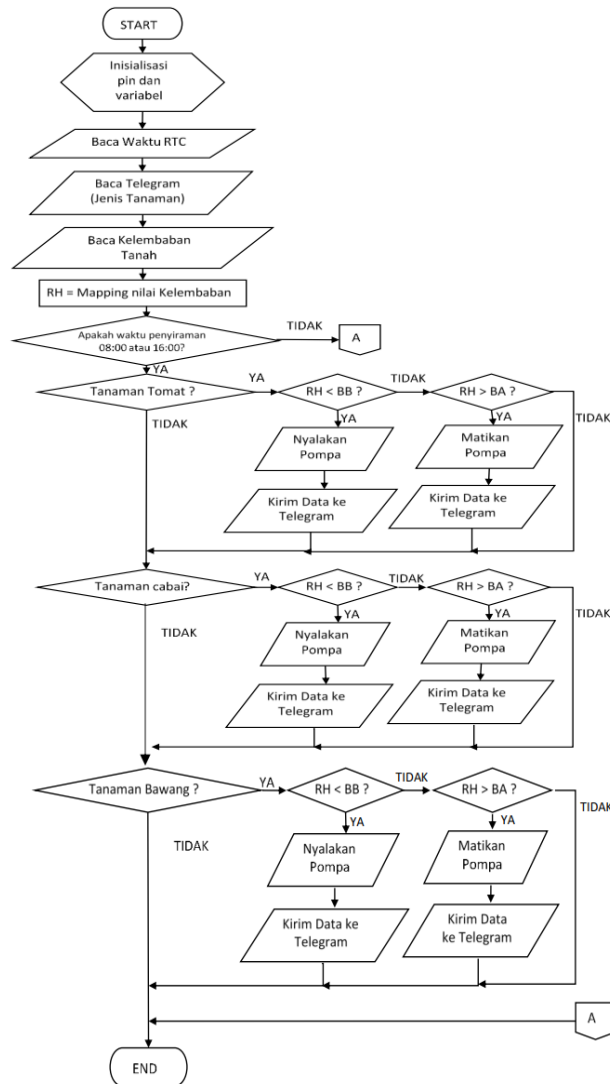 START
Inisialisasi
pin dan
variabel
Baca Waktu RTC
Baca Telegram
(Jenis Tanaman)
Baca Kelembaban
Tanah
RH = Mapping nilai Kelembaban
Apakah waktu penyiraman
08:00 atau 16:00?
TIDAK
A
YA
Tanaman Tomat ?
YA
RH < BB ?
TIDAK
RH > BA ?
TIDAK
TIDAK
YA
YA
Nyalakan
Pompa
Matikan
Pompa
Kirim Data ke
Telegram
Kirim Data ke
Telegram
Tanaman cabai?
YA
RH < BB ?
TIDAK
RH > BA ?
TIDAK
TIDAK
YA
YA
Nyalakan
Pompa
Matikan
Pompa
Kirim Data ke
Telegram
Kirim Data ke
Telegram
Tanaman Bawang ?
YA
RH < BB ?
TIDAK
RH > BA ?
TIDAK
TIDAK
YA
YA
Nyalakan
Pompa
Matikan
Pompa
Kirim Data ke
Telegram
Kirim Data
ke Telegram
A
END